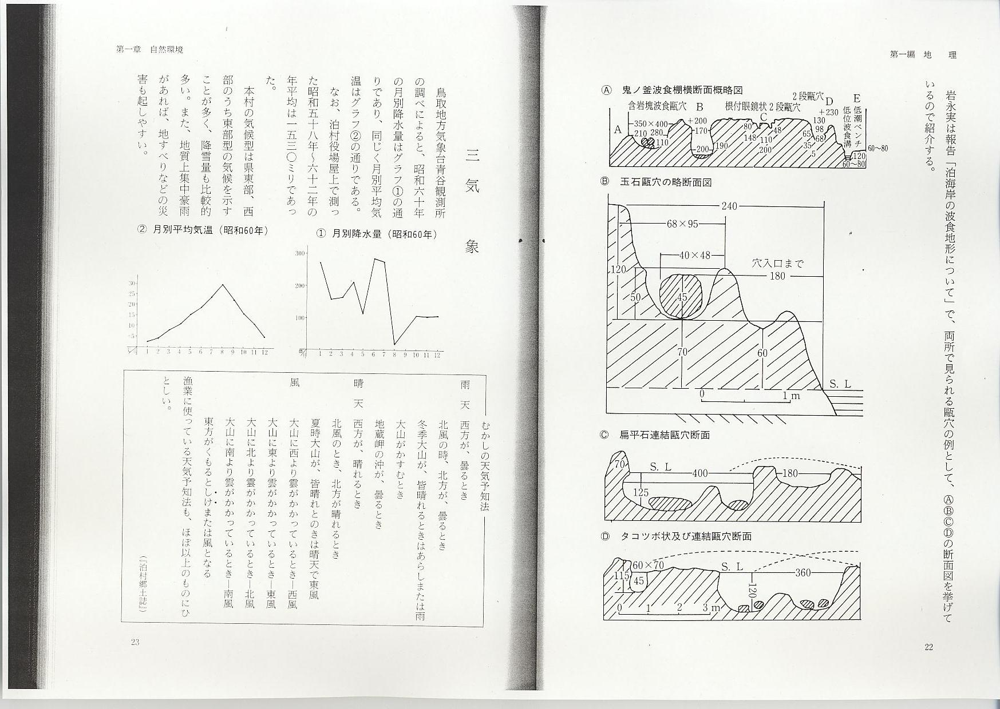 第一編　地　理
岩永実は報告「泊海岸の波食地形について」で、両所で見られる甌穴の例として、ⒶⒷⒸⒹの断面図を挙げて
いるので紹介する。
Ⓐ　鬼ノ釜波食棚横断面概略図
含岩塊波食甌穴
根付眼鏡状2段甌穴
2段甌穴
低位波食溝
低潮ベンチ
A
B
C
D
E
350×400
210 280
110
+200
170
200
190
80
148
110
200
48
+230
130
98
65
68
35
5
120
60〜80
60〜80
Ⓑ　玉石甌穴の略断面図
240
68×95
40×48
穴入口まで
180
120
50
45
70
60
S. L
0　1m
Ⓒ　扁平石連結甌穴断面
70
S. L
400
180
125
Ⓓ　タコツボ状及び連結甌穴断面
60×70
115
45
S. L
360
120
0　1　2　3m
22
第一章　自然環境
三　気　象
鳥取地方気象台青谷観測所
の調べによると、昭和六十年
の月別降水量はグラフ①の通
りであり、同じく月別平均気
温はグラフ②の通りである。
なお、泊村役場屋上で測っ
た昭和五十八年〜六十二年の
年平均は一五三〇ミリであっ
た。
本村の気候型は県東部、西
部のうち東部型の気候を示す
ことが多く、降雪量も比較的
多い。また、地質上集中豪雨
があれば、地すべりなどの災
害も起しやすい。
①　月別降水量（昭和60年）
300
200
100
1 2 3 4 5 6 7 8 9 10 11 12
②　月別平均気温（昭和60年）
30
25
20
15
10
5
1 2 3 4 5 6 7 8 9 10 11 12
むかしの天気予知法
雨　天　西方が、曇るとき
北風の時、北方が、曇るとき
冬季大山が、皆晴れるときはあらしまたは雨
大山がかすむとき
地蔵岬の沖が、曇るとき
晴　天　西方が、晴れるとき
北風のとき、北方が晴れるとき
夏時大山が、皆晴れとのきは晴天で東風
風　大山に西より雲がかかっているとき―西風
大山に東より雲がかかっているとき―東風
大山に北より雲がかかっているとき―北風
大山に南より雲がかかっているとき―南風
東方がくもるとしけまたは風となる
漁業に使っている天気予知法も、ほぼ以上のものにひ
としい。
（『泊村郷土誌』）
23